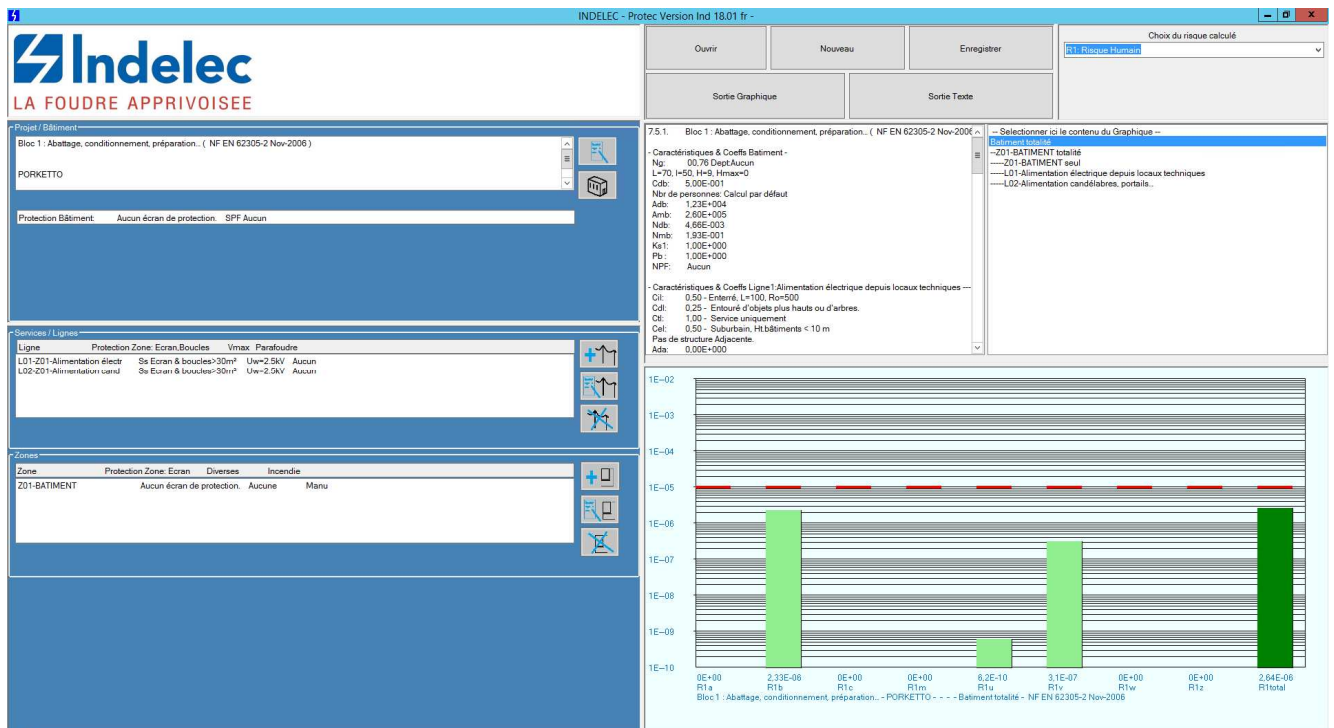 INDELEC - Protec Version Ind 18.01 fr -
Indelec
LA FOUDRE APPRIVOISEE
Projet / Bâtiment
Bloc 1 : Abattage, conditionnement, préparation.. ( NF EN 62305-2 Nov-2006 )
PORKETTO
Protection Bâtiment: Aucun écran de protection. SPF Aucun
Services / Lignes
Ligne Protection Zone: Ecran,Boucles Vmax Parafoudre
L01-Z01-Alimentation électr Ss Ecran & boucles>30m² Uw=2.5kV Aucun
L02-Z01-Alimentation cand Ss Ecran & boucles>30m² Uw=2.5kV Aucun
Zones
Zone Protection Zone: Ecran Diverses Incendie
Z01-BATIMENT Aucun écran de protection. Aucune Manu
Ouvrir
Nouveau
Enregistrer
Sortie Graphique
Sortie Texte
Choix du risque calculé
R1: Risque Humain
7.5.1. Bloc 1 : Abattage, conditionnement, préparation.. ( NF EN 62305-2 Nov-2006
- Caractéristiques & Coeffs Batiment -
Ng: 00,76 Dept:Aucun
L=70, l=50, H=9, Hmax=0
Cdb: 5,00E-001
Nbr de personnes: Calcul par défaut
Adb: 1,23E+004
Amb: 2,60E+005
Ndb: 4,66E-003
Nmb: 1,93E-001
Ks1: 1,00E+000
Pb : 1,00E+000
NPF: Aucun
- Caractéristiques & Coeffs Ligne1:Alimentation électrique depuis locaux techniques ---
Cil: 0,50 - Enterré, L=100, Ro=500
Cdl: 0,25 - Entouré d'objets plus hauts ou d'arbres.
Ctl: 1,00 - Service uniquement
Cel: 0,50 - Suburbain, Ht.bâtiments < 10 m
Pas de structure Adjacente.
Ada: 0,00E+000
-- Selectionner ici le contenu du Graphique --
Batiment totalité
--Z01-BATIMENT totalité
-----Z01-BATIMENT seul
-----L01-Alimentation électrique depuis locaux techniques
-----L02-Alimentation candélabres, portails..
1E-02
1E-03
1E-04
1E-05
1E-06
1E-07
1E-08
1E-09
1E-10
0E+00 2,33E-06 0E+00 0E+00 6,2E-10 3,1E-07 0E+00 0E+00 2,64E-06
R1a R1b R1c R1m R1u R1v R1w R1z R1total
Bloc 1 : Abattage, conditionnement, préparation.. - PORKETTO - - - - Batiment totalité - NF EN 62305-2 Nov-2006